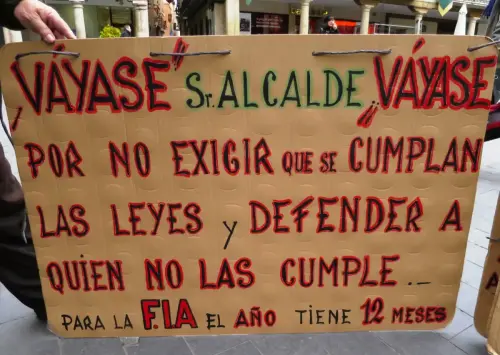 ¡VÁYASE" Sr. ALCALDE "VÁYASE
POR NO EXIGIR QUE SE CUMPLAN
LAS LEYES y DEFENDER A
QUIEN NO LAS CUMPLE..-
PARA LA F.IA EL AÑO TIENE 12 MESES